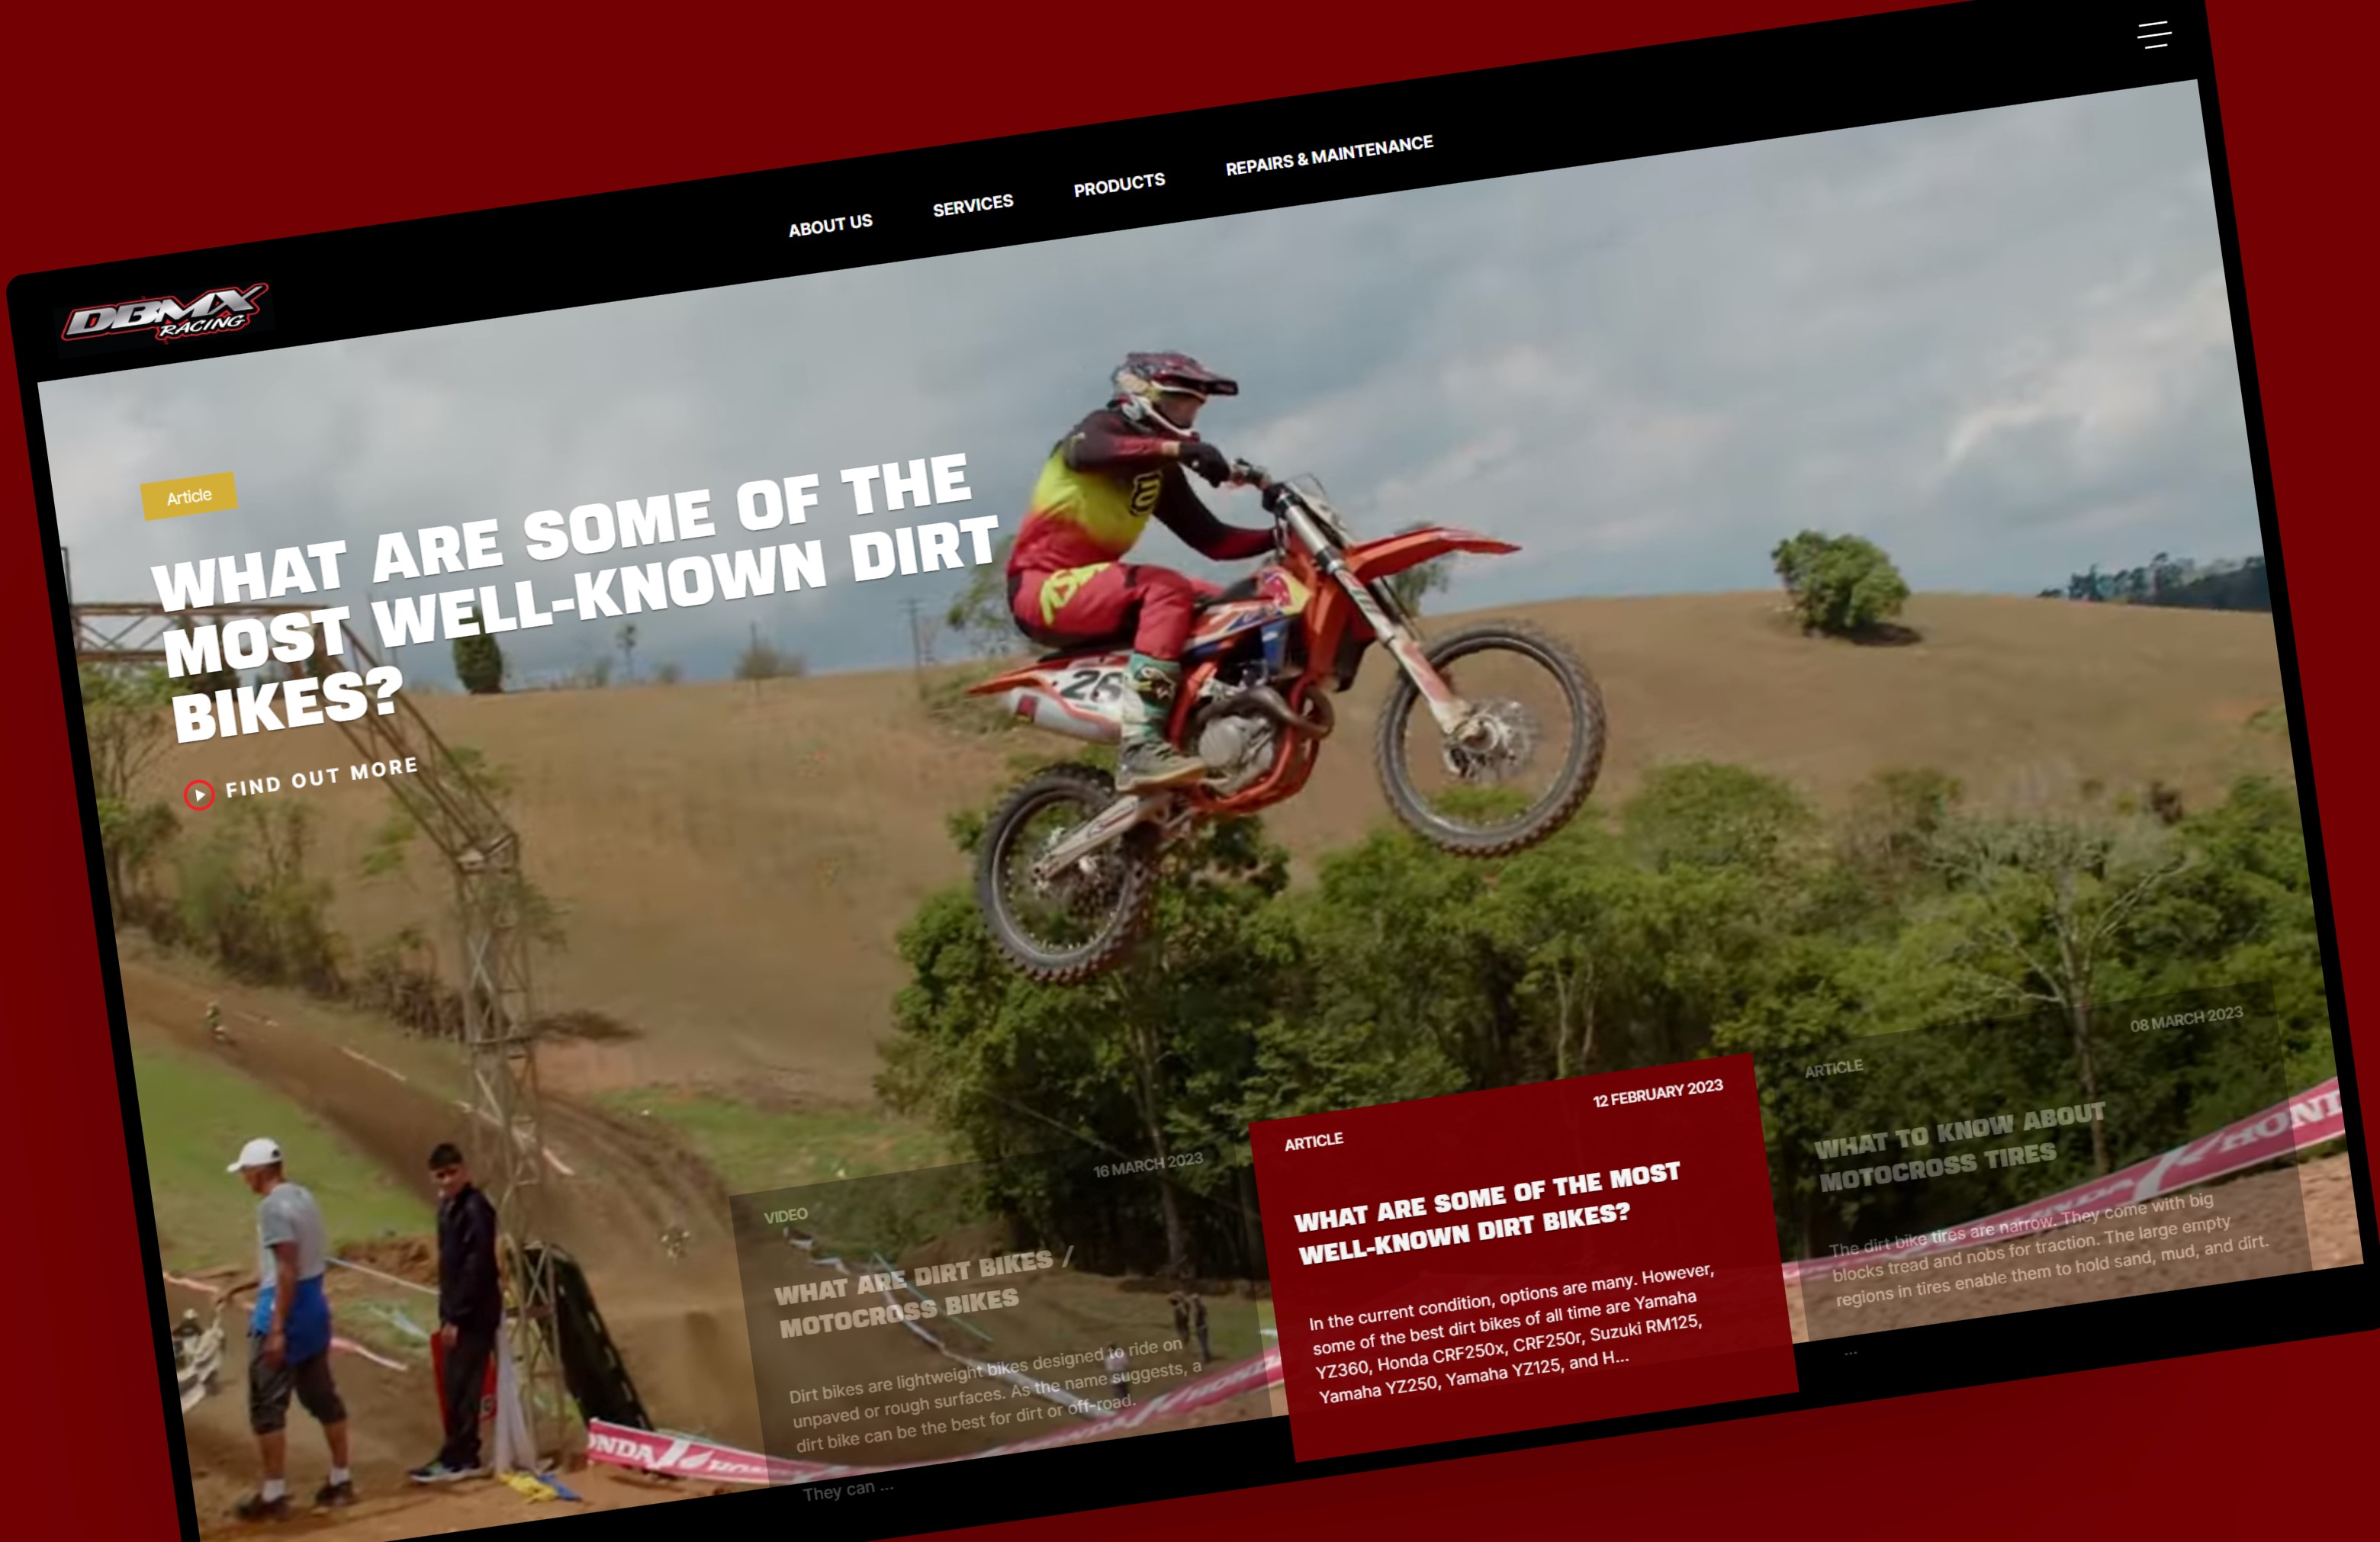 ABOUT US
SERVICES
PRODUCTS
REPAIRS & MAINTENANCE
DBMX
RACING
Article
WHAT ARE SOME OF THE
MOST WELL-KNOWN DIRT
BIKES?
FIND OUT MORE
26
VIDEO
16 MARCH 2023
WHAT ARE DIRT BIKES /
MOTOCROSS BIKES
Dirt bikes are lightweight bikes designed to ride on
unpaved or rough surfaces. As the name suggests, a
dirt bike can be the best for dirt or off-road.
They can ...
ARTICLE
12 FEBRUARY 2023
WHAT ARE SOME OF THE MOST
WELL-KNOWN DIRT BIKES?
In the current condition, options are many. However,
some of the best dirt bikes of all time are Yamaha
YZ360, Honda CRF250x, CRF250r, Suzuki RM125,
Yamaha YZ250, Yamaha YZ125, and H...
ARTICLE
08 MARCH 2023
WHAT TO KNOW ABOUT
MOTOCROSS TIRES
The dirt bike tires are narrow. They come with big
blocks tread and nobs for traction. The large empty
regions in tires enable them to hold sand, mud, and dirt.
...
ONDA
HONDA
HONDA
HOND